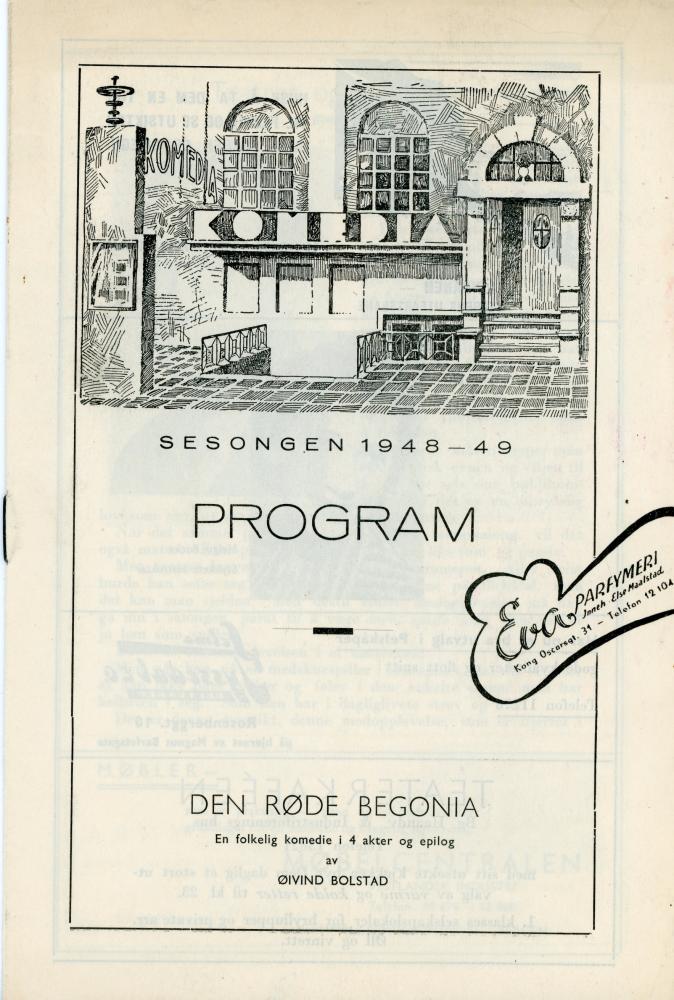 KOMEDIA
KOMEDIA
SESONGEN 1948-49
PROGRAM
Eva PARFYMERI
Inneh. Else Maalstad.
Kong Oscarsgt. 31 - Telefon 12 104
DEN RØDE BEGONIA
En folkelig komedie i 4 akter og epilog
av
ØIVIND BOLSTAD